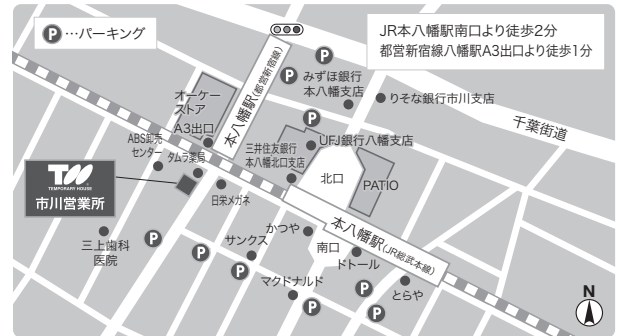 P…パーキング
JR本八幡駅南口より徒歩2分
都営新宿線八幡駅A3出口より徒歩1分
P
P
みずほ銀行
本八幡支店
りそな銀行市川支店
千葉街道
本八幡駅(都営新宿線)
オーケー
ストア
A3出口
P
UFJ銀行八幡支店
三井住友銀行
本八幡北口支店
ABS卸売
センター
タムラ薬局
北口
PATIO
TEMPORARY HOUSE
市川営業所
日栄メガネ
本八幡駅(JR総武本線)
かつや
サンクス
南口
ドトール
三上歯科
医院
P
P
P
マクドナルド
とらや
P
P
P
N